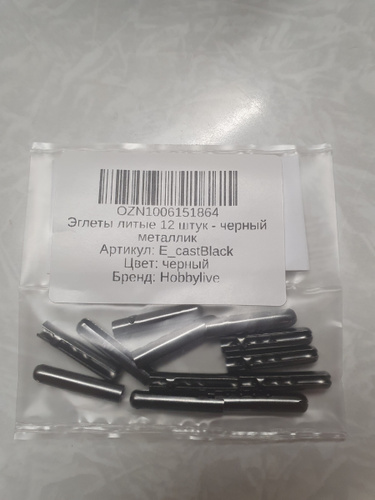 OZN1006151864
Эглеты литые 12 штук - черный
металлик
Артикул: E_castBlack
Цвет: черный
Бренд: Hobbylive